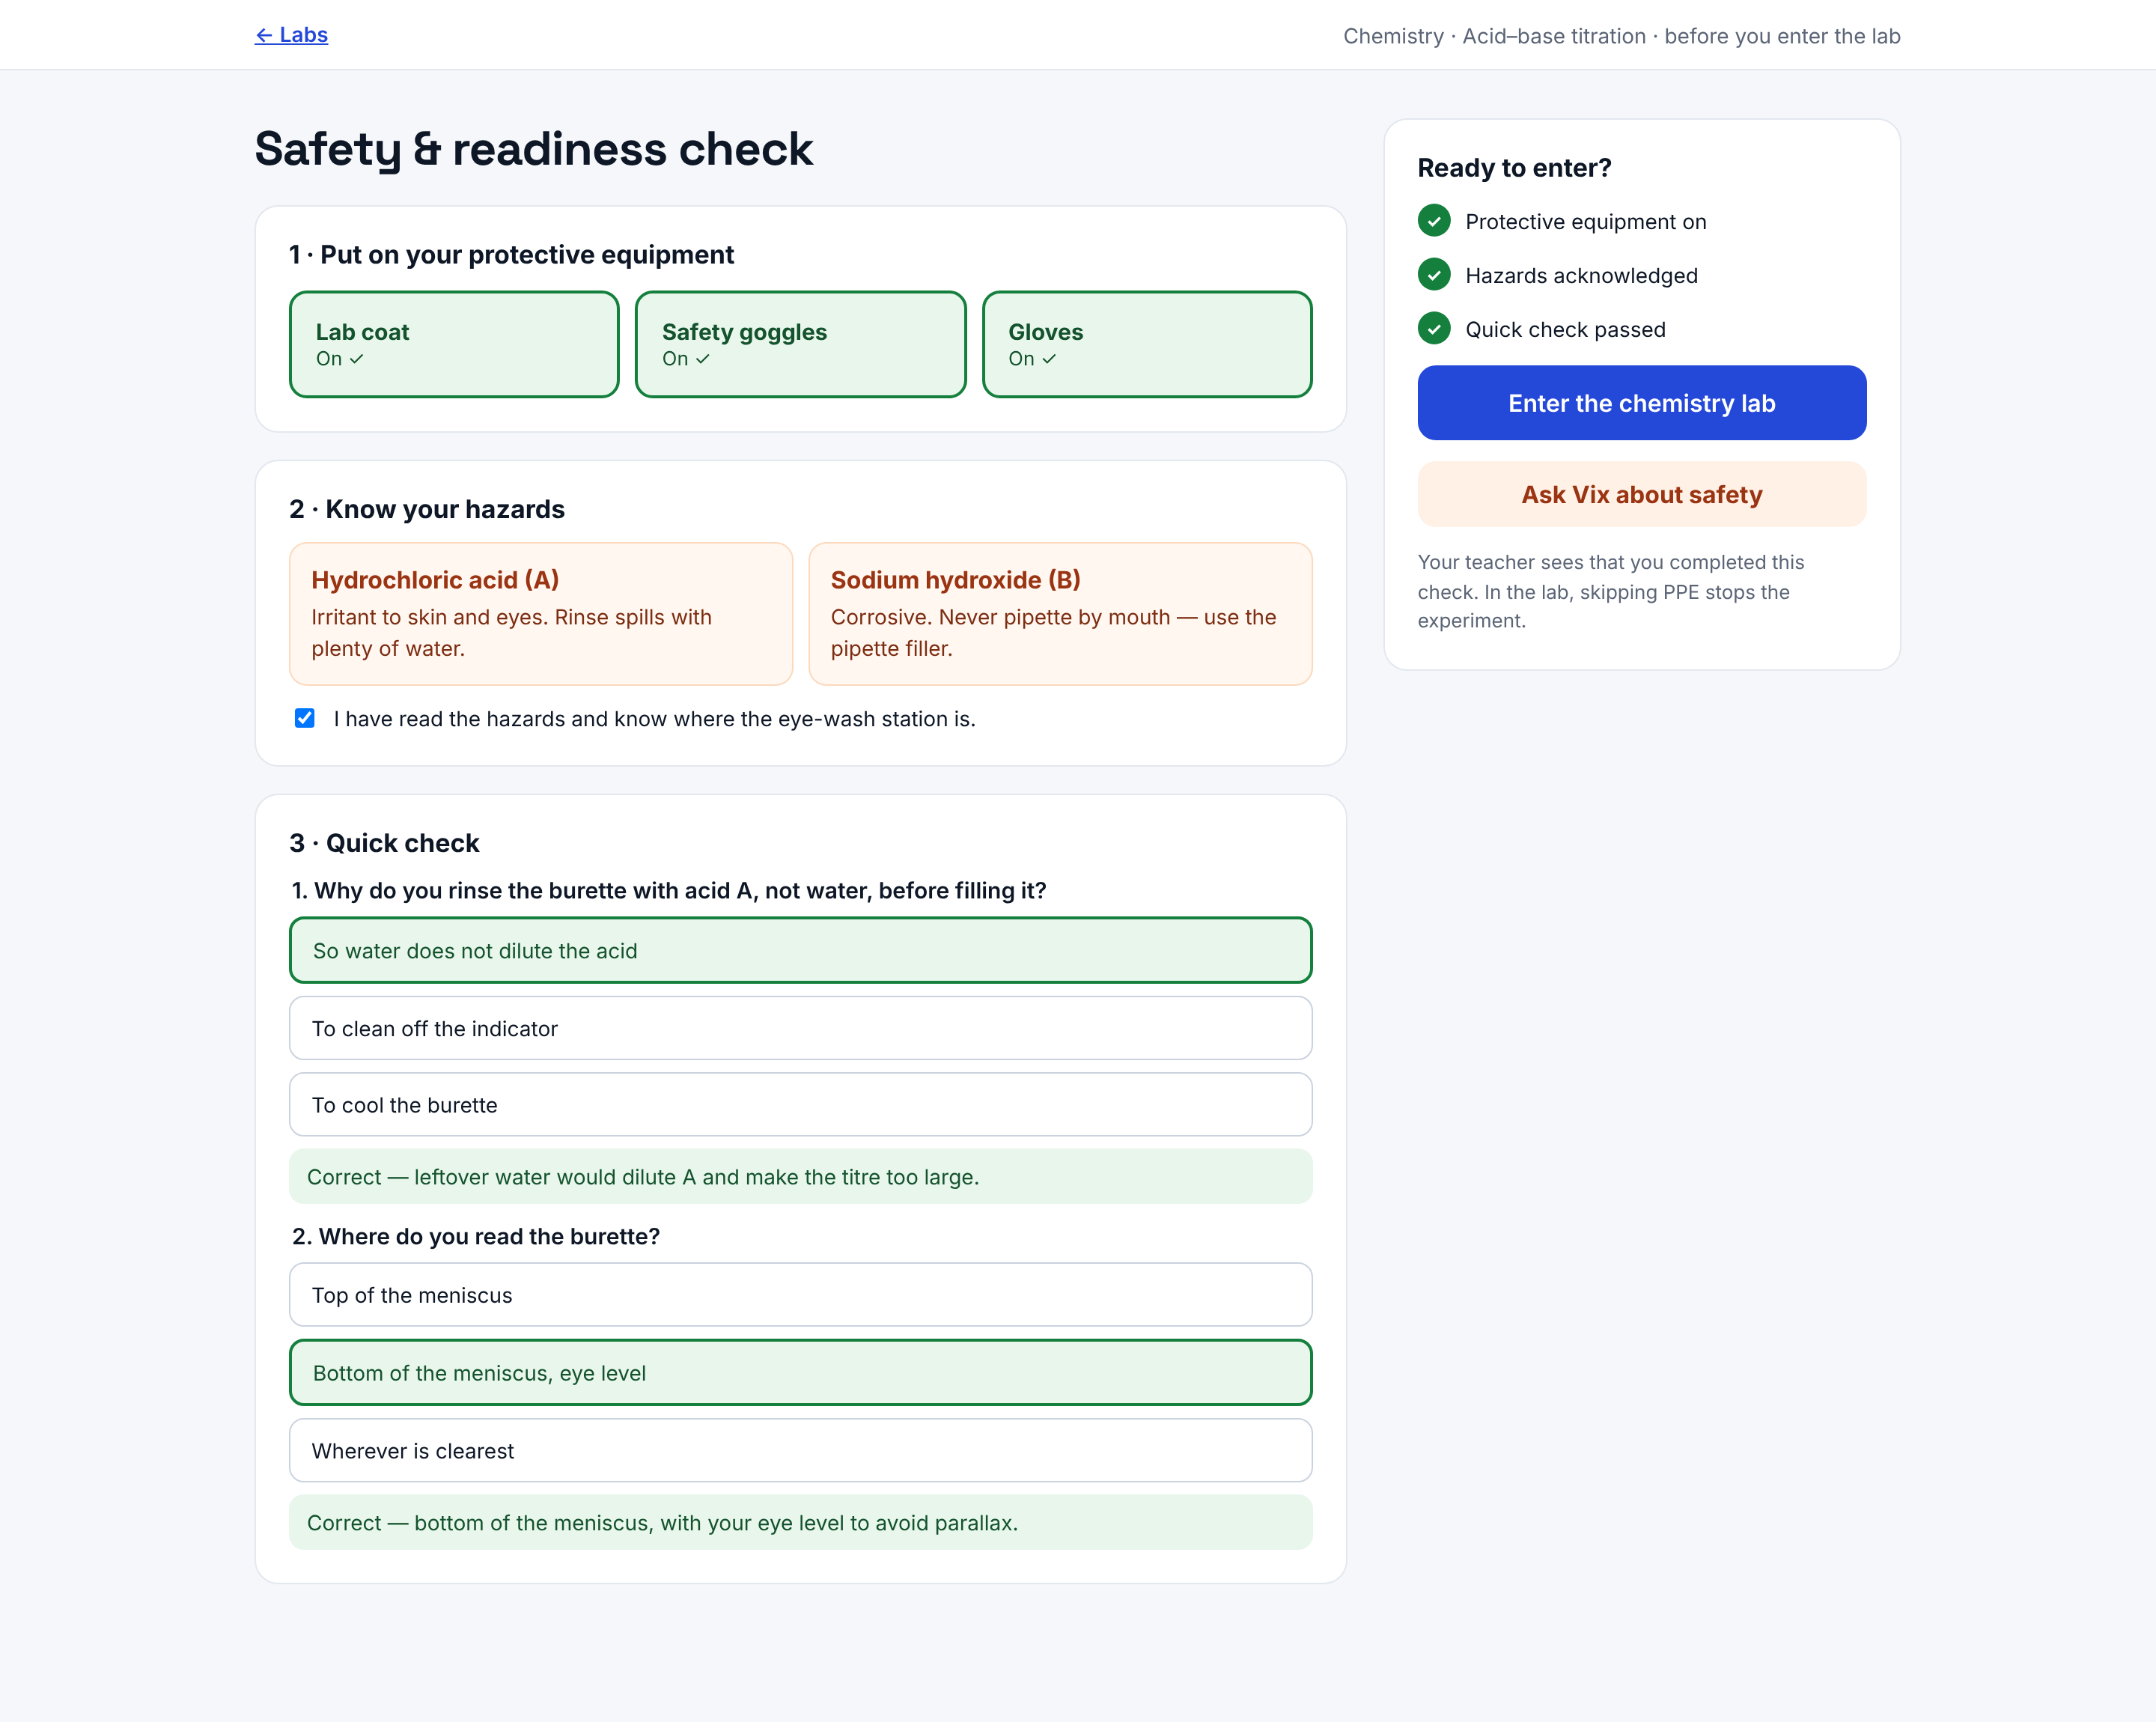 ← Labs
Chemistry · Acid–base titration · before you enter the lab
Safety & readiness check
1 · Put on your protective equipment
Lab coat
On ✓
Safety goggles
On ✓
Gloves
On ✓
2 · Know your hazards
Hydrochloric acid (A)
Irritant to skin and eyes. Rinse spills with
plenty of water.
Sodium hydroxide (B)
Corrosive. Never pipette by mouth — use the
pipette filler.
I have read the hazards and know where the eye-wash station is.
3 · Quick check
1. Why do you rinse the burette with acid A, not water, before filling it?
So water does not dilute the acid
To clean off the indicator
To cool the burette
Correct — leftover water would dilute A and make the titre too large.
2. Where do you read the burette?
Top of the meniscus
Bottom of the meniscus, eye level
Wherever is clearest
Correct — bottom of the meniscus, with your eye level to avoid parallax.
Ready to enter?
Protective equipment on
Hazards acknowledged
Quick check passed
Enter the chemistry lab
Ask Vix about safety
Your teacher sees that you completed this
check. In the lab, skipping PPE stops the
experiment.